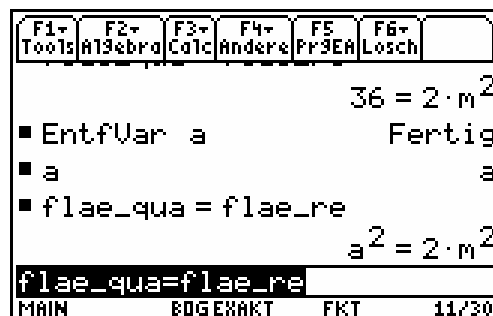 F1▾ F2▾ F3▾ F4▾ F5 F6▾
Tools Algebra Calc Andere PrgEA Lösch
36 = 2·m²
▪ EntfVar a Fertig
▪ a a
▪ flae_qua = flae_re
a² = 2·m²
flae_qua=flae_re
MAIN BOG EXAKT FKT 11/30